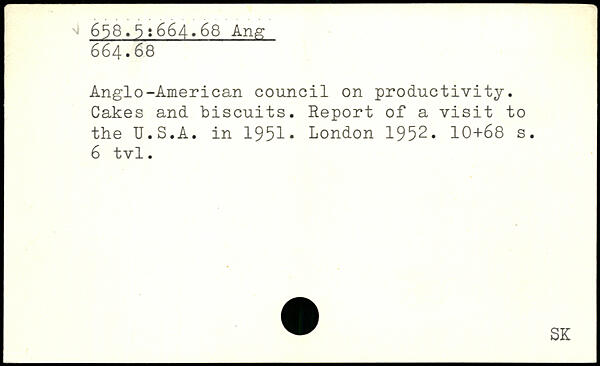 658.5:664.68 Ang
664.68
Anglo-American council on productivity.
Cakes and biscuits. Report of a visit to
the U.S.A. in 1951. London 1952. 10+68 s.
6 tvl.
SK